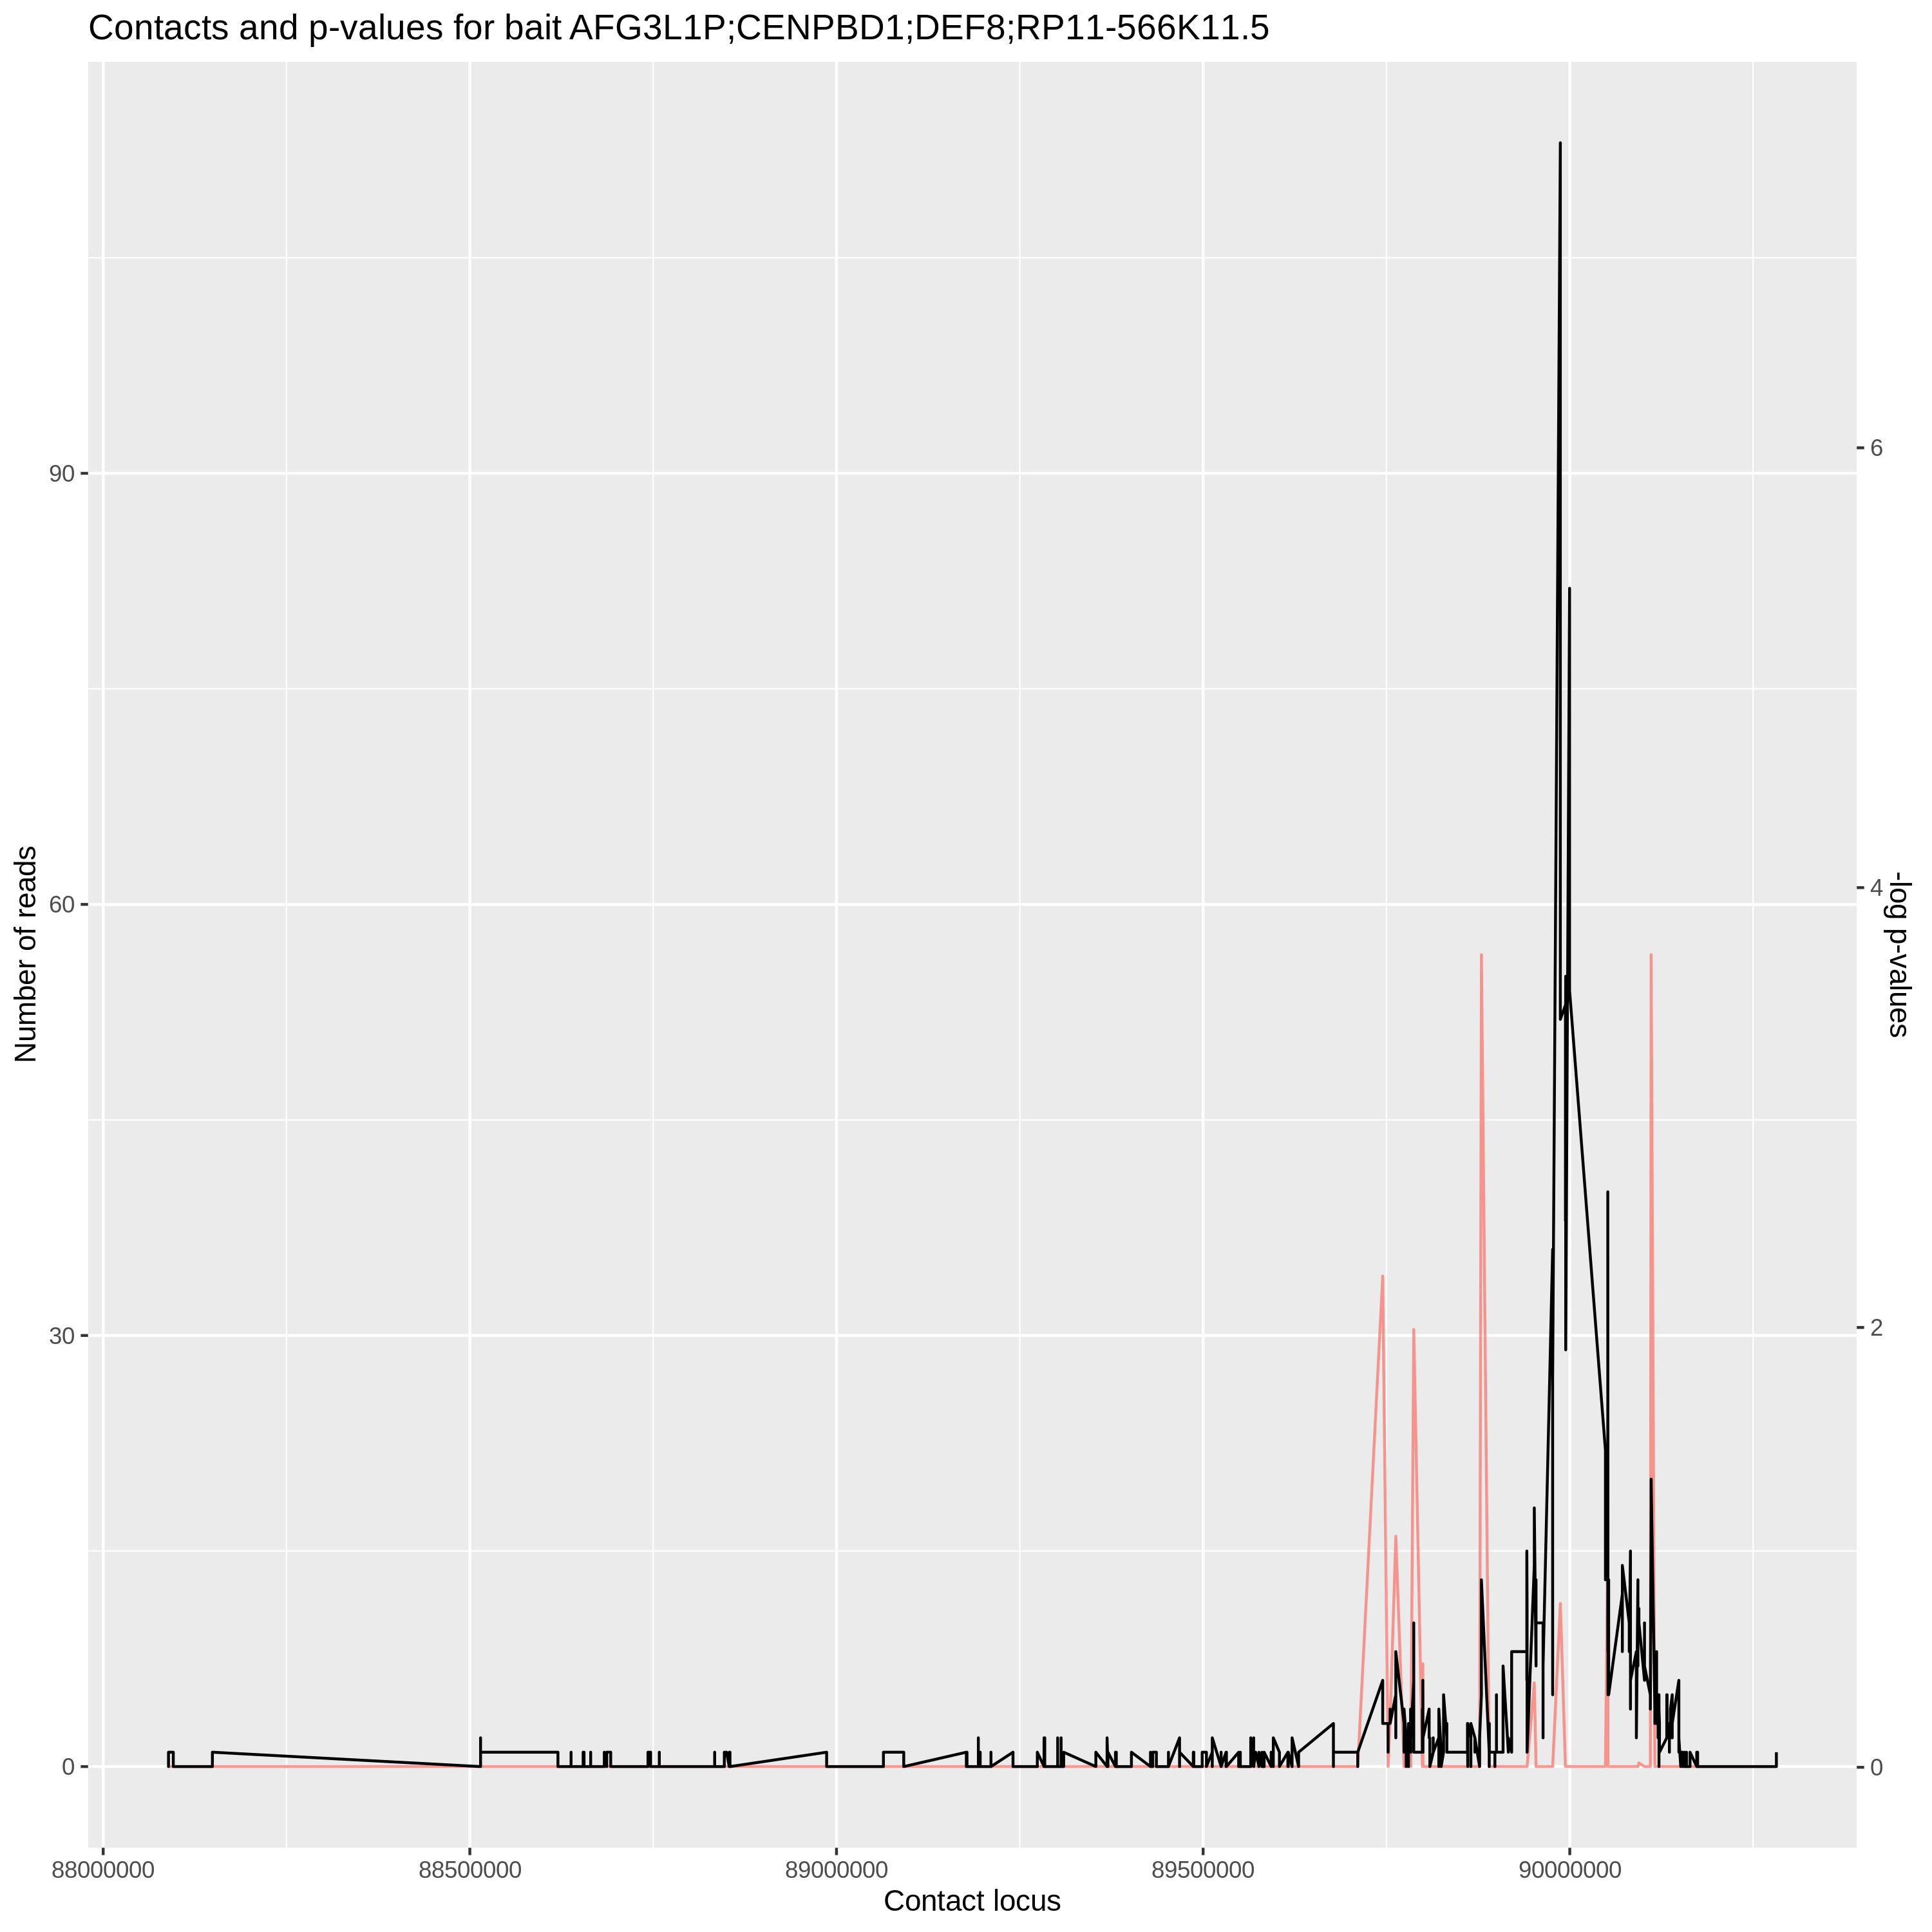 Contacts and p-values for bait AFG3L1P;CENPBD1;DEF8;RP11-566K11.5
90
60
30
0
Number of reads
6
4
2
0
-log p-values
88000000 88500000 89000000 89500000 90000000
Contact locus